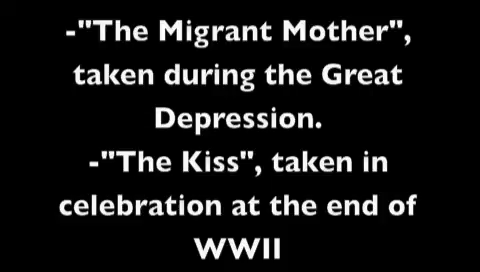 -"The Migrant Mother",
taken during the Great
Depression.
-"The Kiss", taken in
celebration at the end of
WWII